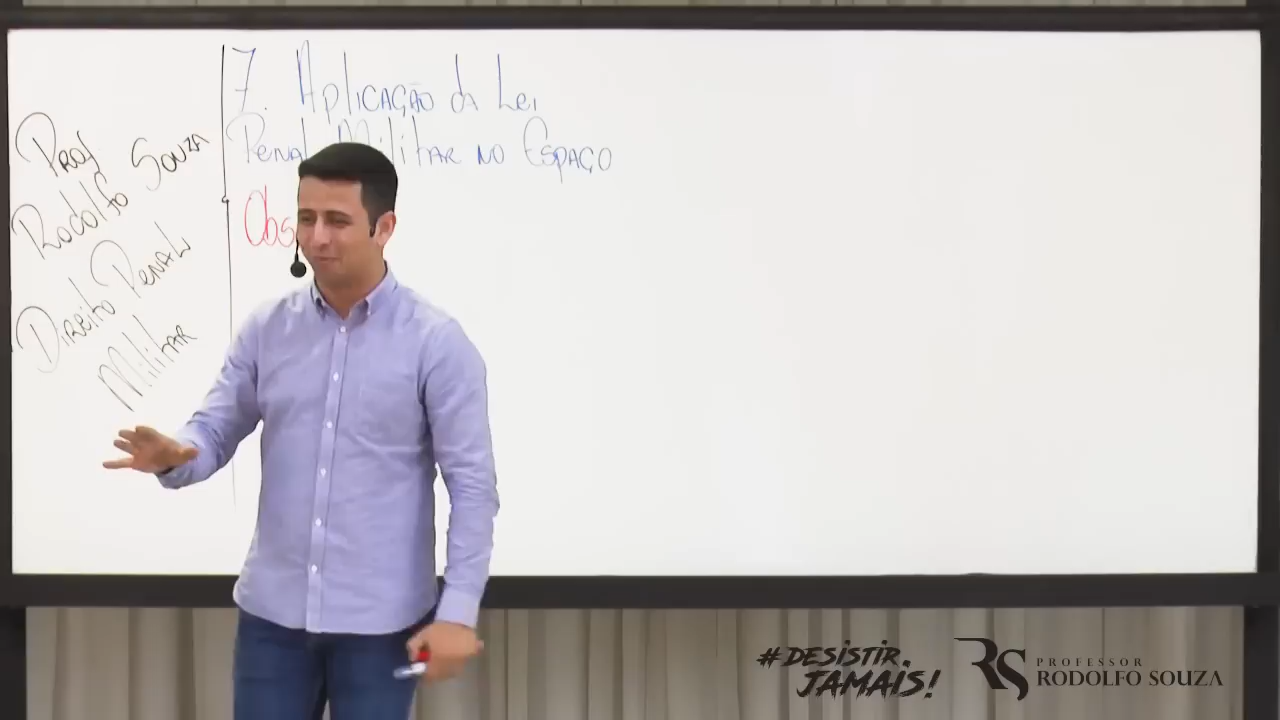 Prof
Rodolfo Souza
Direito Penal
Militar
7. Aplicação da Lei
Penal Militar no Espaço
Obs
#DESISTIR
JAMAIS!
RS
PROFESSOR
RODOLFO SOUZA